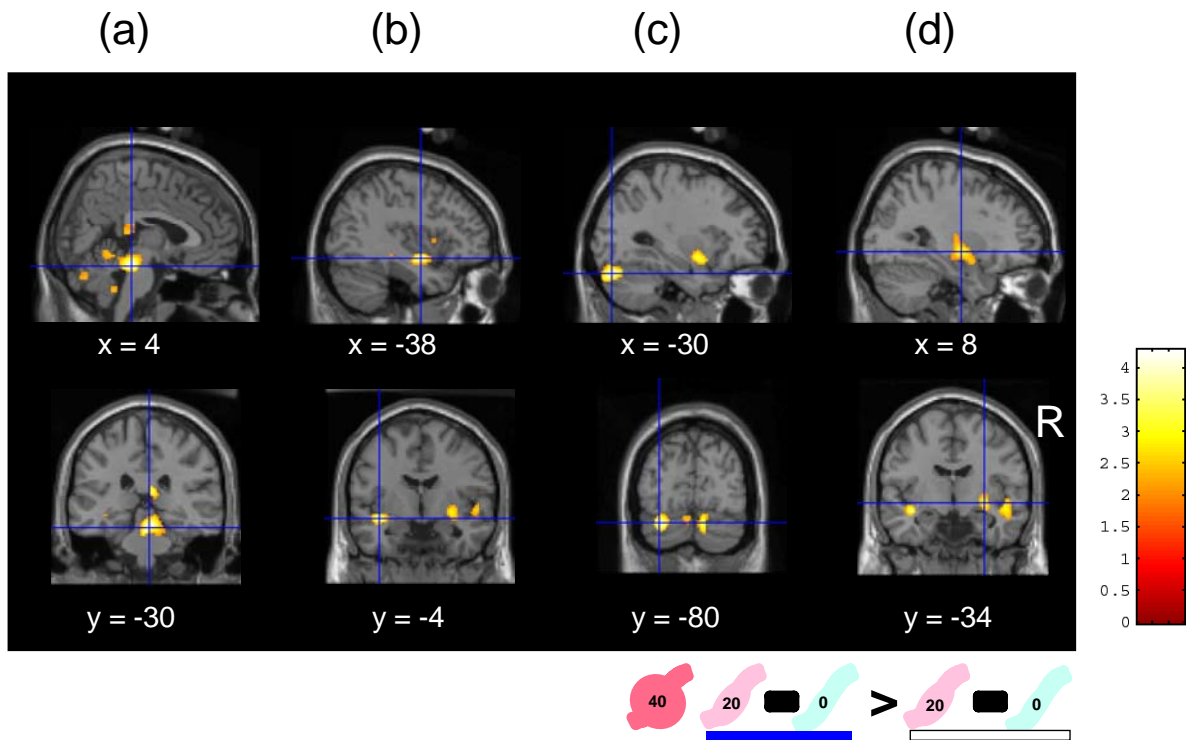 (a) (b) (c) (d)
x = 4 x = -38 x = -30 x = 8
R
y = -30 y = -4 y = -80 y = -34
4
3.5
3
2.5
2
1.5
1
0.5
0
40 20 0 > 20 0